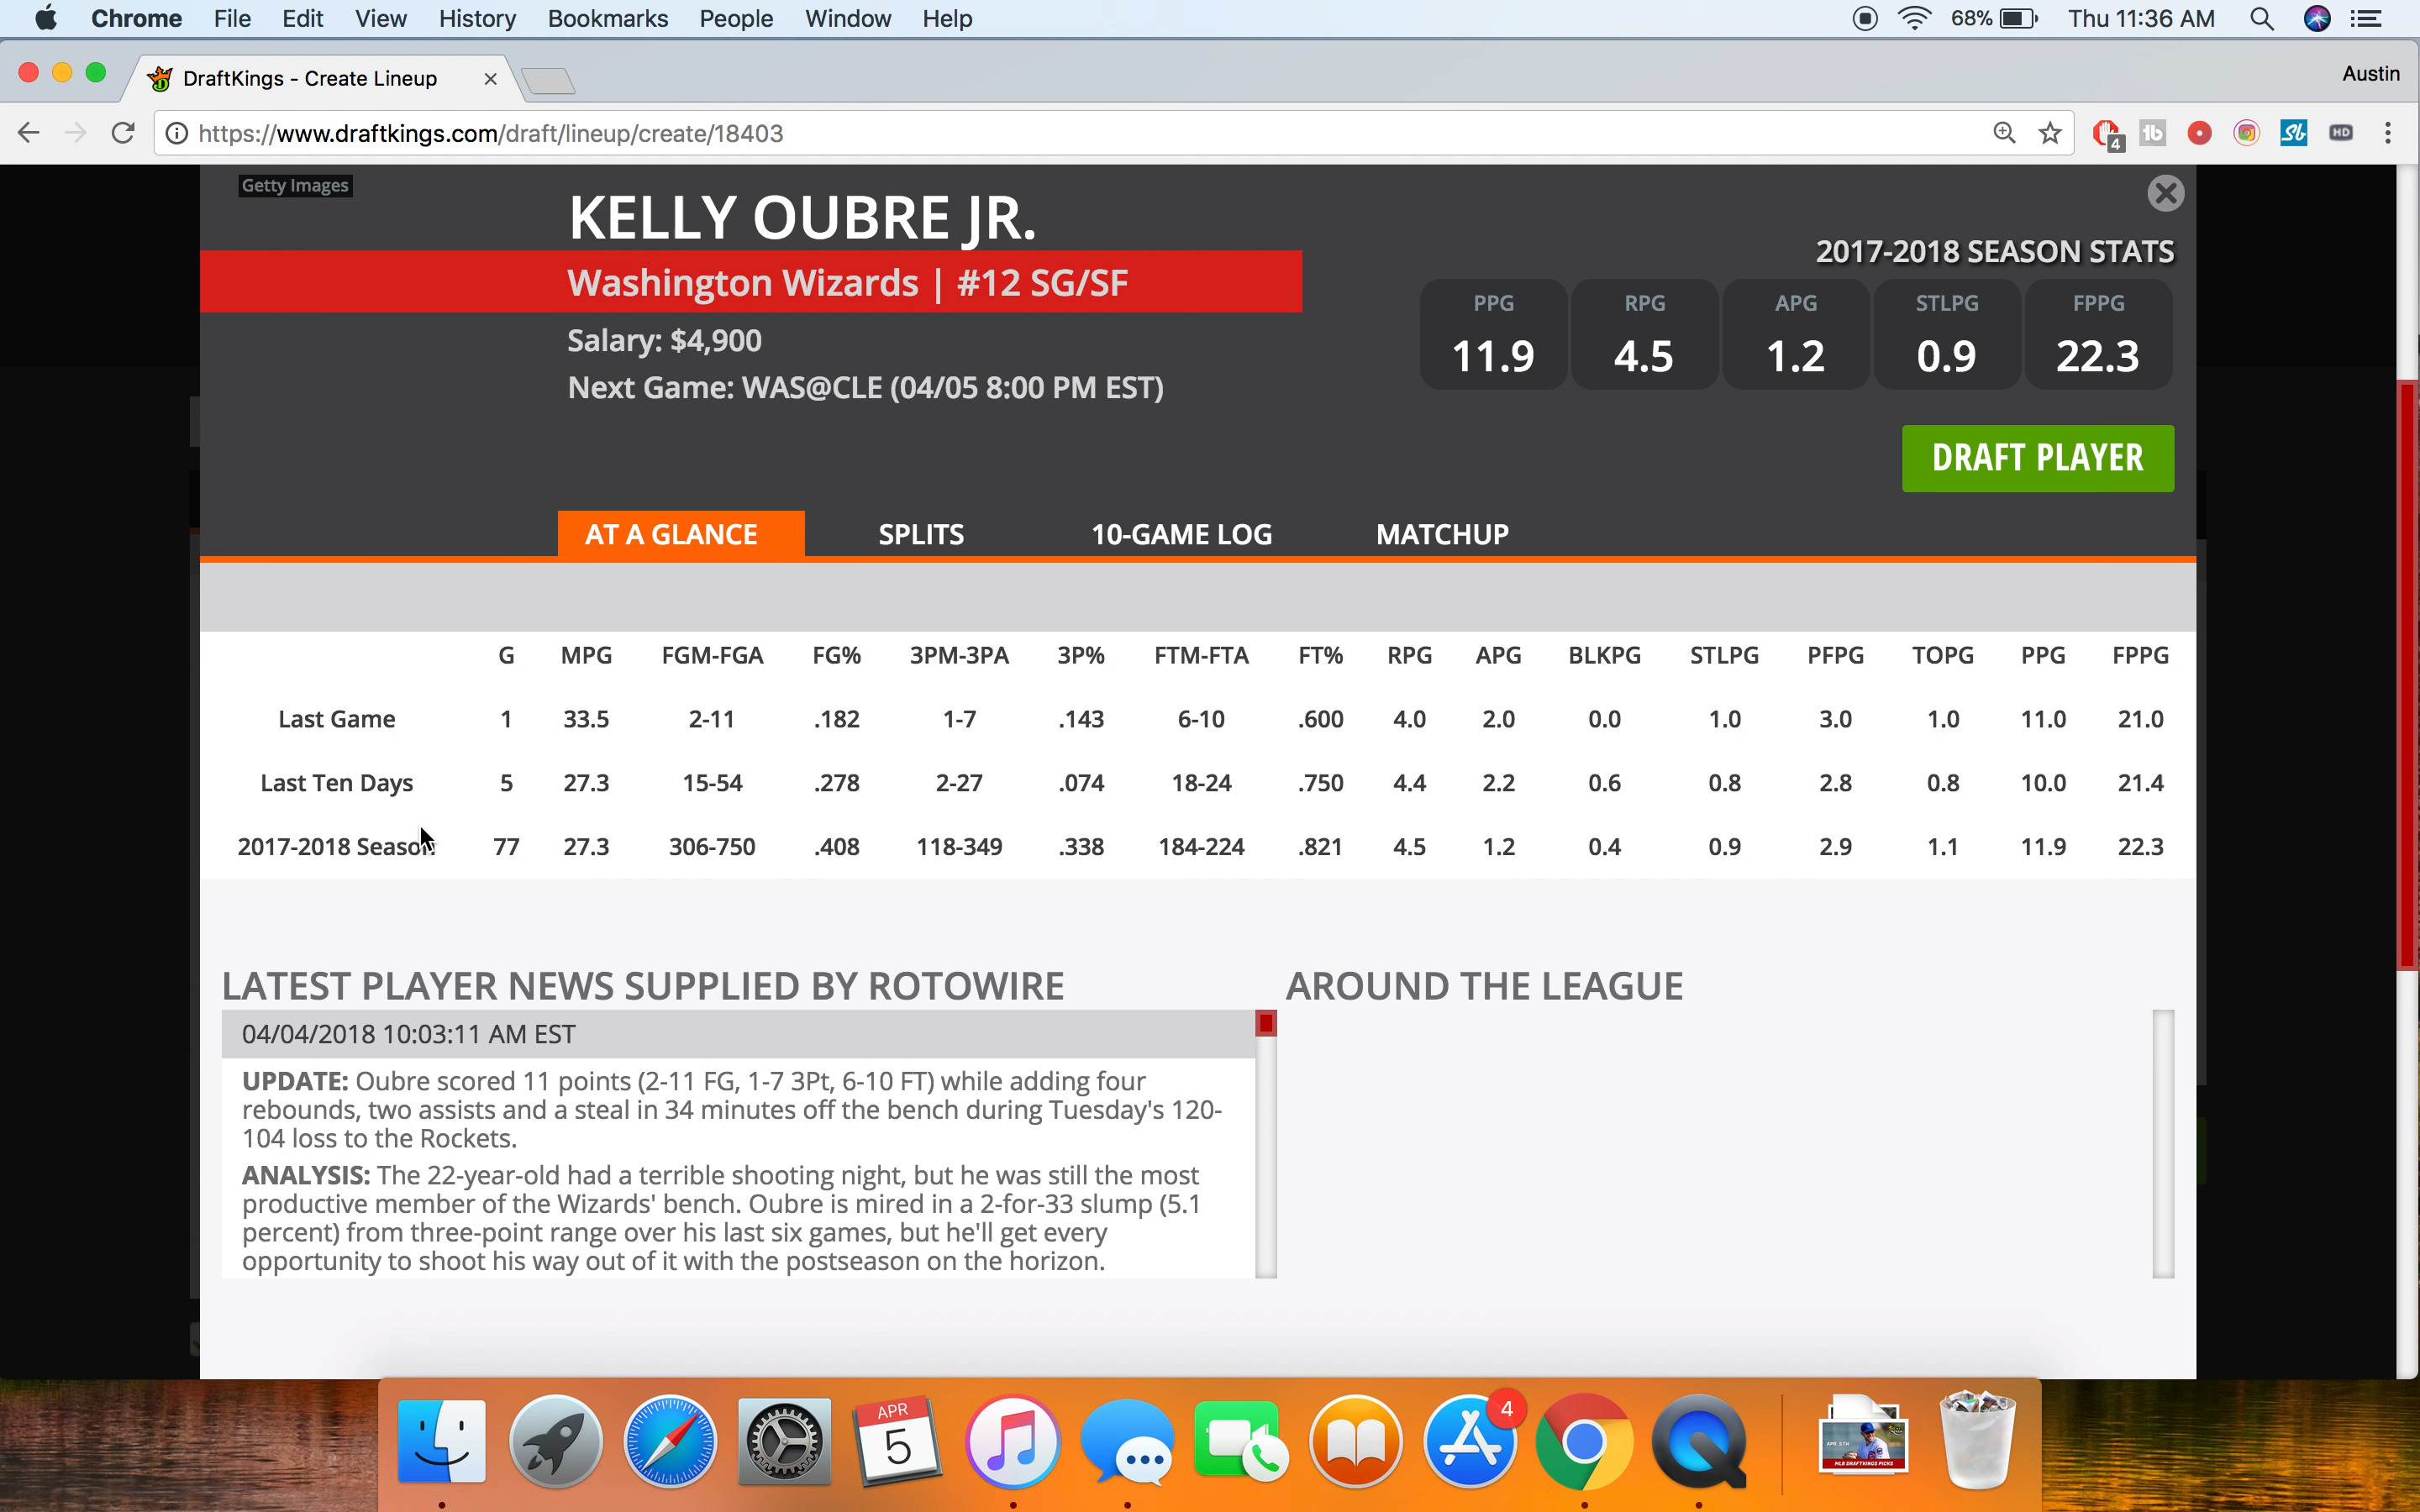 Chrome File Edit View History Bookmarks People Window Help 68% Thu 11:36 AM
DraftKings - Create Lineup Austin
https://www.draftkings.com/draft/lineup/create/18403 4 HD
Getty Images
KELLY OUBRE JR.
Washington Wizards | #12 SG/SF
Salary: $4,900
Next Game: WAS@CLE (04/05 8:00 PM EST)
2017-2018 SEASON STATS
PPG RPG APG STLPG FPPG
11.9 4.5 1.2 0.9 22.3
DRAFT PLAYER
AT A GLANCE SPLITS 10-GAME LOG MATCHUP
G MPG FGM-FGA FG% 3PM-3PA 3P% FTM-FTA FT% RPG APG BLKPG STLPG PFPG TOPG PPG FPPG
Last Game 1 33.5 2-11 .182 1-7 .143 6-10 .600 4.0 2.0 0.0 1.0 3.0 1.0 11.0 21.0
Last Ten Days 5 27.3 15-54 .278 2-27 .074 18-24 .750 4.4 2.2 0.6 0.8 2.8 0.8 10.0 21.4
2017-2018 Season 77 27.3 306-750 .408 118-349 .338 184-224 .821 4.5 1.2 0.4 0.9 2.9 1.1 11.9 22.3
LATEST PLAYER NEWS SUPPLIED BY ROTOWIRE
04/04/2018 10:03:11 AM EST
UPDATE: Oubre scored 11 points (2-11 FG, 1-7 3Pt, 6-10 FT) while adding four
rebounds, two assists and a steal in 34 minutes off the bench during Tuesday's 120-
104 loss to the Rockets.
ANALYSIS: The 22-year-old had a terrible shooting night, but he was still the most
productive member of the Wizards' bench. Oubre is mired in a 2-for-33 slump (5.1
percent) from three-point range over his last six games, but he'll get every
opportunity to shoot his way out of it with the postseason on the horizon.
AROUND THE LEAGUE
APR
5
4
APR. 5TH
MLB DRAFTKINGS PICKS